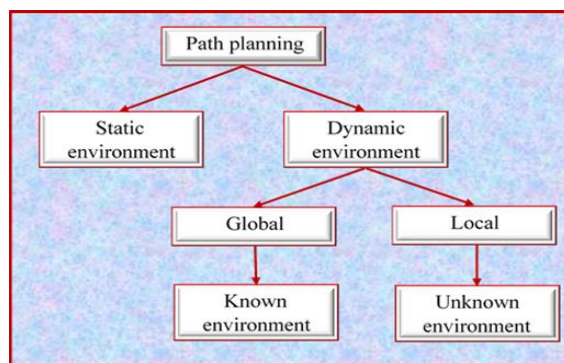 Path planning
Static
environment
Dynamic
environment
Global
Local
Known
environment
Unknown
environment